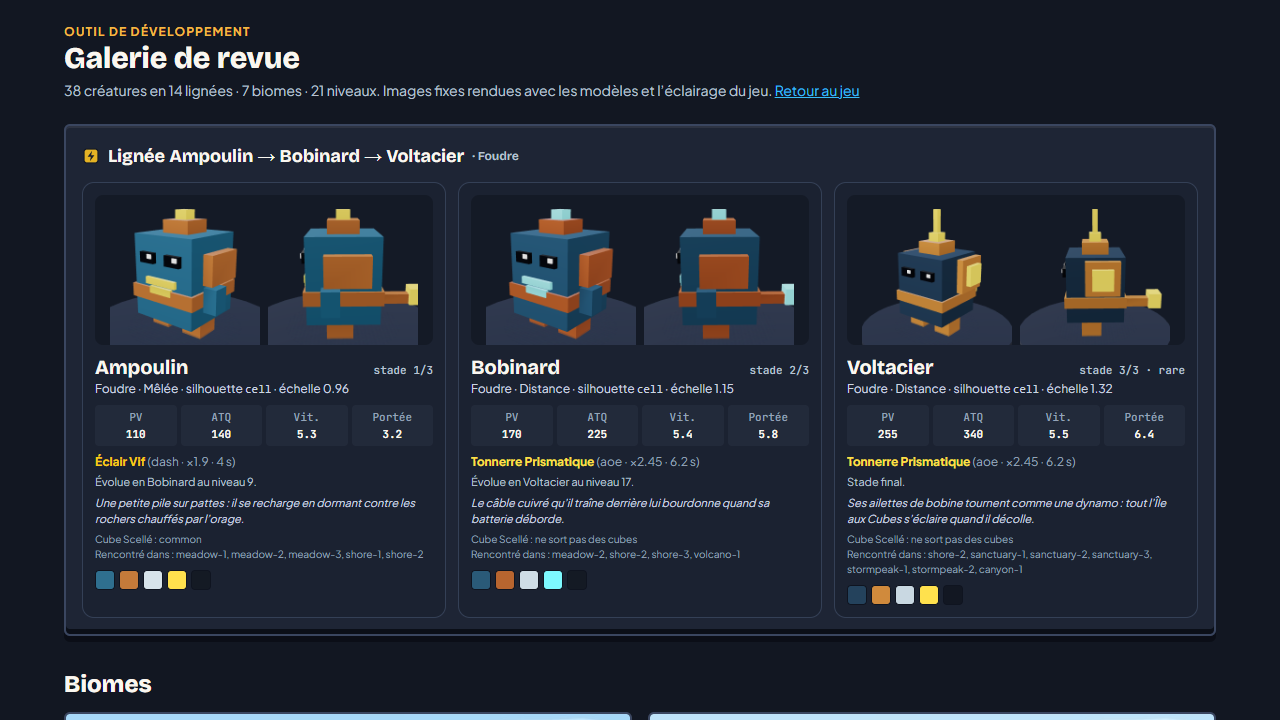 OUTIL DE DÉVELOPPEMENT
Galerie de revue
38 créatures en 14 lignées · 7 biomes · 21 niveaux. Images fixes rendues avec les modèles et l'éclairage du jeu. Retour au jeu
Lignée Ampoulin → Bobinard → Voltacier · Foudre
Ampoulin stade 1/3
Foudre · Mêlée · silhouette cell · échelle 0.96
PV ATQ Vit. Portée
110 140 5.3 3.2
Éclair Vif (dash · ×1.9 · 4 s)
Évolue en Bobinard au niveau 9.
Une petite pile sur pattes : il se recharge en dormant contre les
rochers chauffés par l'orage.
Cube Scellé : common
Rencontré dans : meadow-1, meadow-2, meadow-3, shore-1, shore-2
Bobinard stade 2/3
Foudre · Distance · silhouette cell · échelle 1.15
PV ATQ Vit. Portée
170 225 5.4 5.8
Tonnerre Prismatique (aoe · ×2.45 · 6.2 s)
Évolue en Voltacier au niveau 17.
Le câble cuivré qu'il traîne derrière lui bourdonne quand sa
batterie déborde.
Cube Scellé : ne sort pas des cubes
Rencontré dans : meadow-2, shore-2, shore-3, volcano-1
Voltacier stade 3/3 · rare
Foudre · Distance · silhouette cell · échelle 1.32
PV ATQ Vit. Portée
255 340 5.5 6.4
Tonnerre Prismatique (aoe · ×2.45 · 6.2 s)
Stade final.
Ses ailettes de bobine tournent comme une dynamo : tout l'Île
aux Cubes s'éclaire quand il décolle.
Cube Scellé : ne sort pas des cubes
Rencontré dans : shore-2, sanctuary-1, sanctuary-2, sanctuary-3,
stormpeak-1, stormpeak-2, canyon-1
Biomes